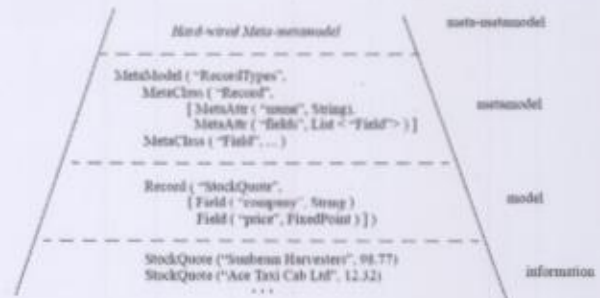 Hard-wired Meta-metamodel
meta-metamodel
MetaModel ( "RecordTypes",
MetaClass ( "Record",
[ MetaAttr ( "name", String),
MetaAttr ( "fields", List < "Field"> ) ]
MetaClass ( "Field", ... )
metamodel
Record ( "StockQuote",
[ Field ( "company", String )
Field ( "price", FixedPoint ) ] )
model
StockQuote ("Sunbeam Harvesters", 98.77)
StockQuote ("Ace Taxi Cab Ltd", 12.32)
. . .
information